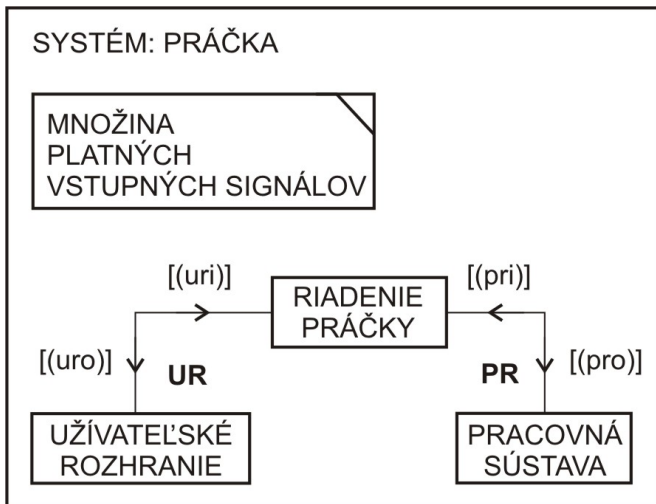 SYSTÉM: PRÁČKA
MNOŽINA
PLATNÝCH
VSTUPNÝCH SIGNÁLOV
[(uri)]
[(pri)]
RIADENIE
PRÁČKY
[(uro)]
UR
PR
[(pro)]
UŽÍVATEĽSKÉ
ROZHRANIE
PRACOVNÁ
SÚSTAVA